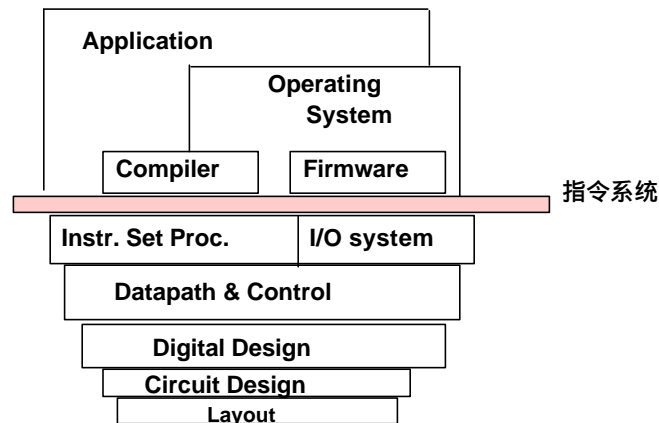 Application
Operating
System
Compiler
Firmware
指令系统
Instr. Set Proc.
I/O system
Datapath & Control
Digital Design
Circuit Design
Layout